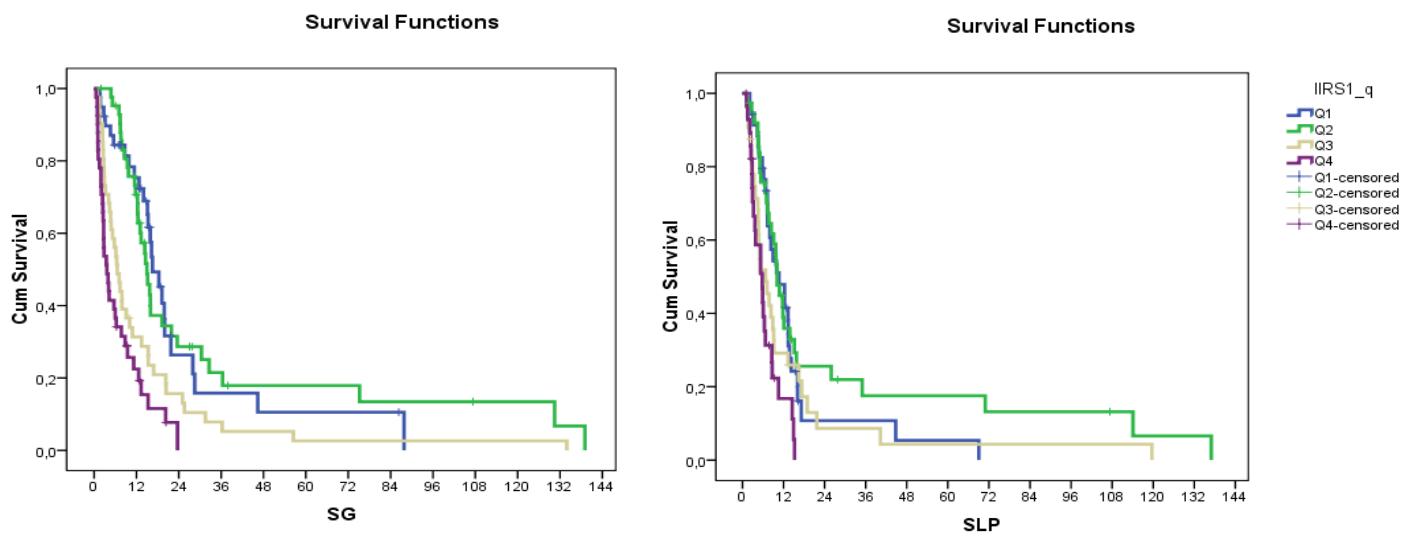 Survival Functions
Cum Survival
1,0
0,8
0,6
0,4
0,2
0,0
0 12 24 36 48 60 72 84 96 108 120 132 144
SG
Survival Functions
Cum Survival
1,0
0,8
0,6
0,4
0,2
0,0
0 12 24 36 48 60 72 84 96 108 120 132 144
SLP
IIRS1_q
Q1
Q2
Q3
Q4
Q1-censored
Q2-censored
Q3-censored
Q4-censored